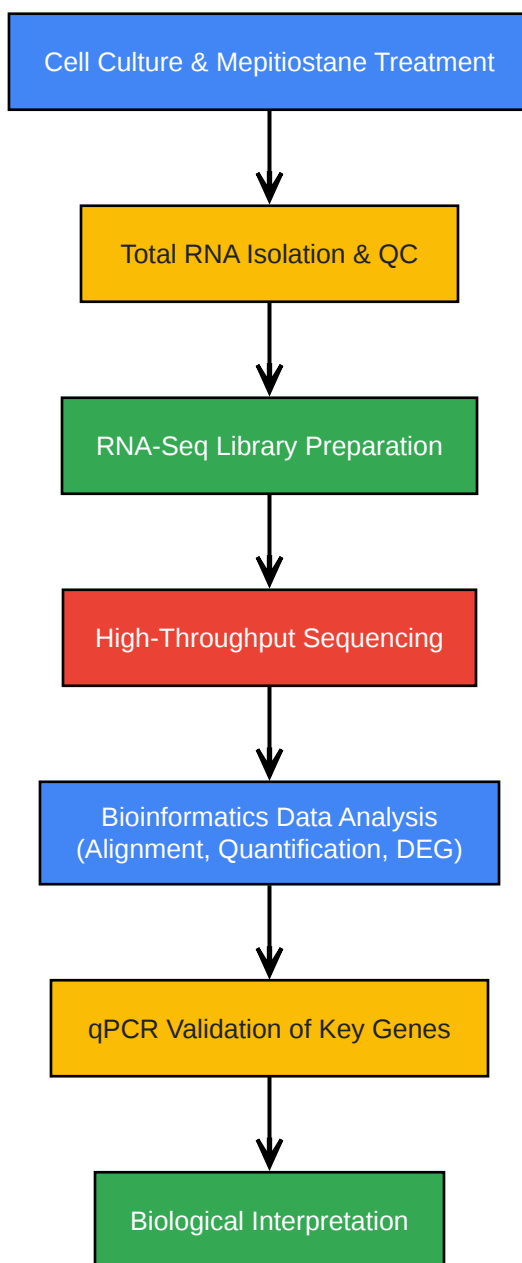 Cell Culture & Mepitiostane Treatment
Total RNA Isolation & QC
RNA-Seq Library Preparation
High-Throughput Sequencing
Bioinformatics Data Analysis
(Alignment, Quantification, DEG)
qPCR Validation of Key Genes
Biological Interpretation